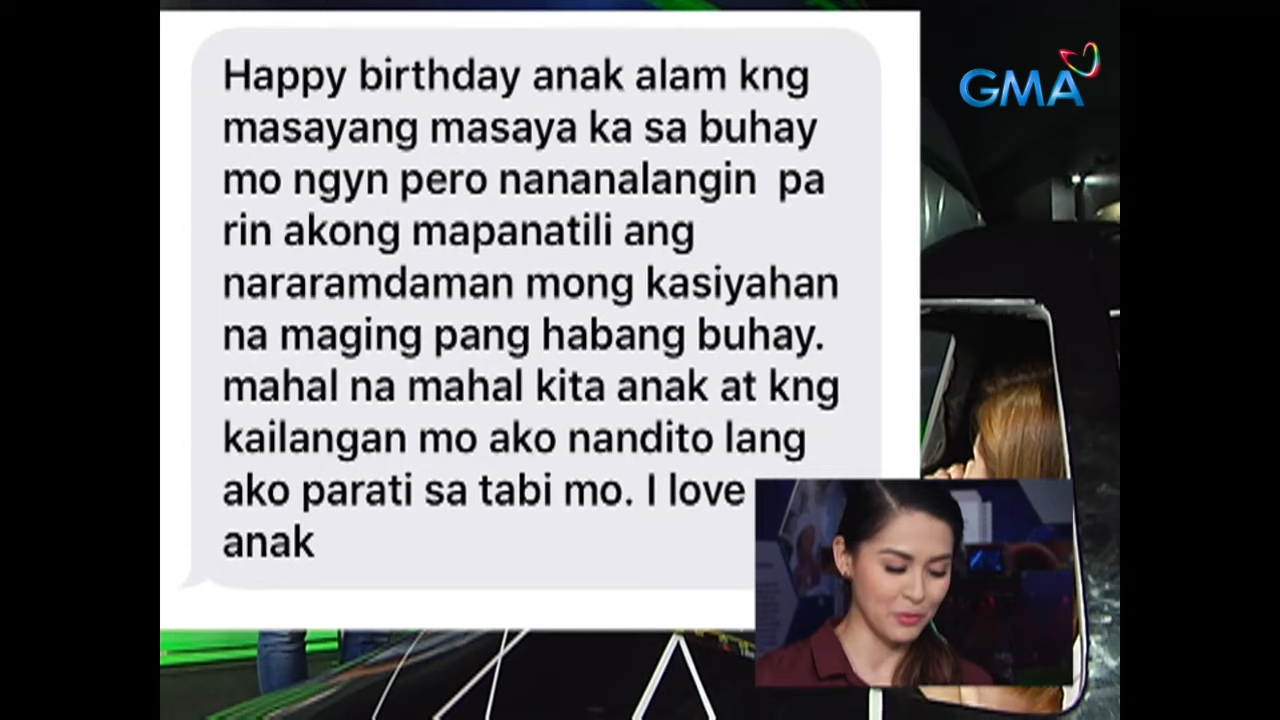 Happy birthday anak alam kng
masayang masaya ka sa buhay
mo ngyn pero nananalangin pa
rin akong mapanatili ang
nararamdaman mong kasiyahan
na maging pang habang buhay.
mahal na mahal kita anak at kng
kailangan mo ako nandito lang
ako parati sa tabi mo. I love
anak
GMA